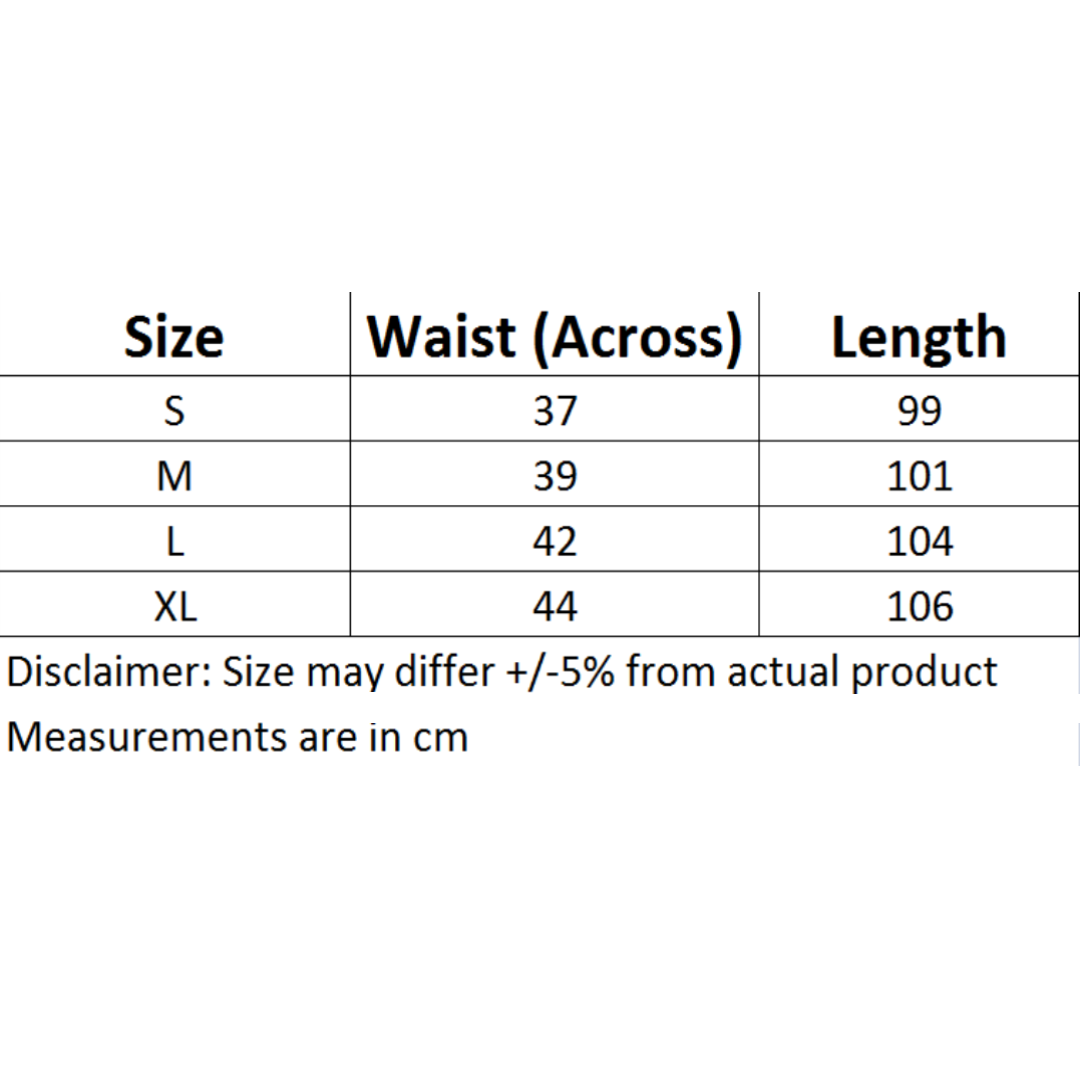 Size Waist (Across) Length
S 37 99
M 39 101
L 42 104
XL 44 106
Disclaimer: Size may differ +/-5% from actual product
Measurements are in cm